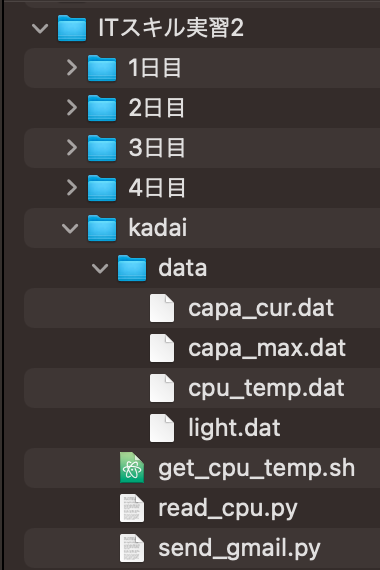 ITスキル実習2
1日目
2日目
3日目
4日目
kadai
data
capa_cur.dat
capa_max.dat
cpu_temp.dat
light.dat
get_cpu_temp.sh
read_cpu.py
send_gmail.py